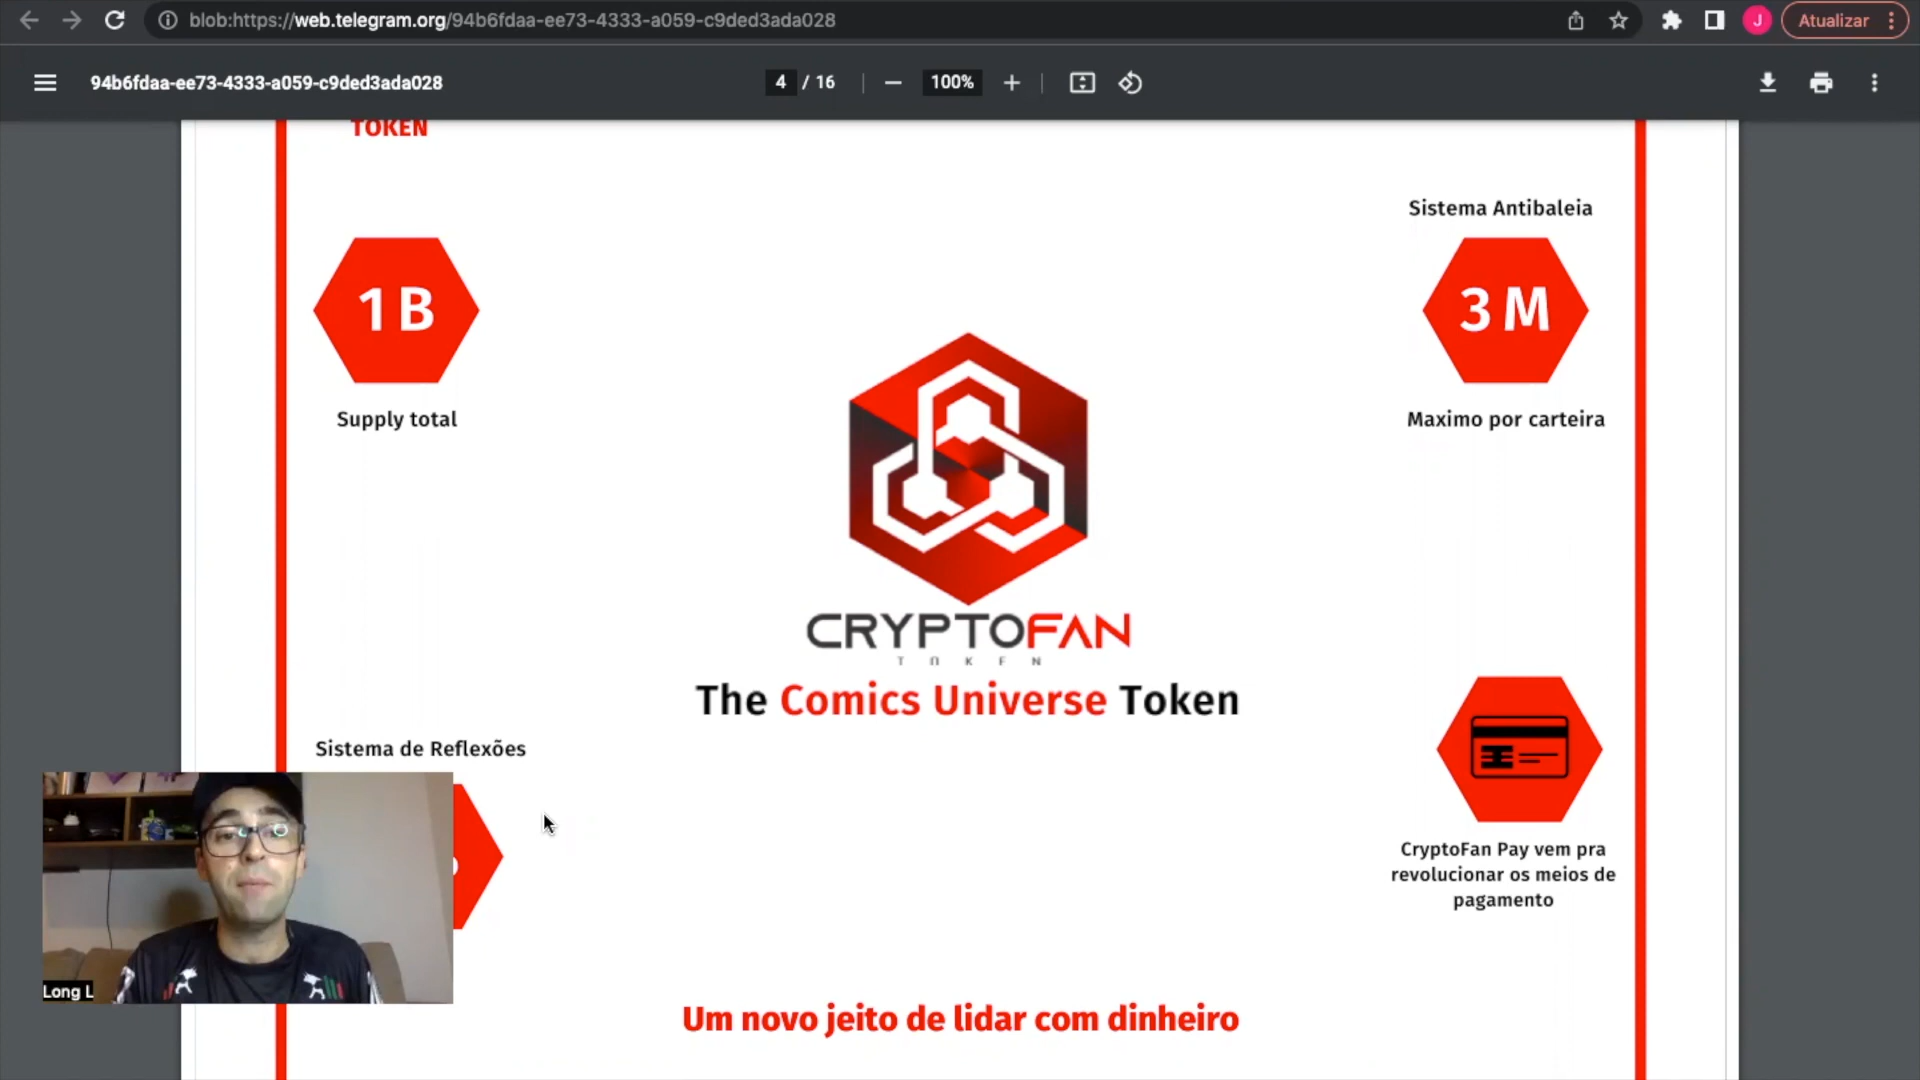 blob:https://web.telegram.org/94b6fdaa-ee73-4333-a059-c9ded3ada028
J
Atualizar
94b6fdaa-ee73-4333-a059-c9ded3ada028
4 / 16
100%
TOKEN
Sistema Antibaleia
1 B
3 M
Supply total
Maximo por carteira
CRYPTOFAN
TOKEN
The Comics Universe Token
Sistema de Reflexões
CryptoFan Pay vem pra
revolucionar os meios de
pagamento
Long L
Um novo jeito de lidar com dinheiro